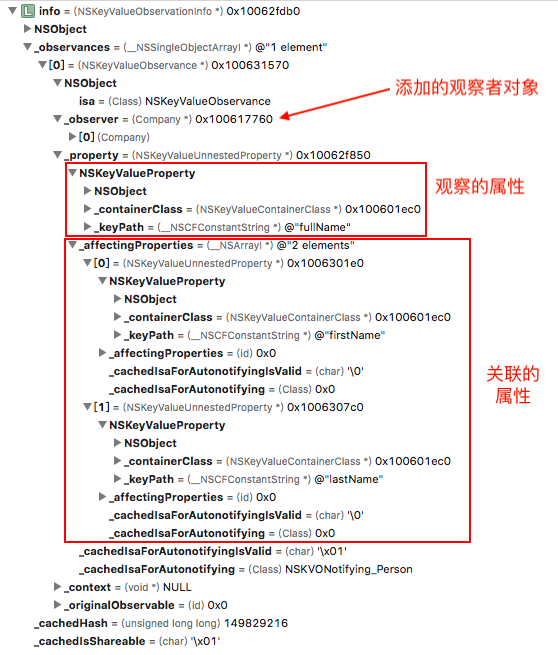 info = (NSKeyValueObservationInfo *) 0x10062fdb0
NSObject
_observances = (__NSSingleObjectArrayI *) @"1 element"
[0] = (NSKeyValueObservance *) 0x100631570
NSObject
isa = (Class) NSKeyValueObservance
添加的观察者对象
_observer = (Company *) 0x100617760
[0] (Company)
_property = (NSKeyValueUnnestedProperty *) 0x10062f850
NSKeyValueProperty
NSObject
观察的属性
_containerClass = (NSKeyValueContainerClass *) 0x100601ec0
_keyPath = (__NSCFConstantString *) @"fullName"
_affectingProperties = (__NSArrayI *) @"2 elements"
[0] = (NSKeyValueUnnestedProperty *) 0x1006301e0
NSKeyValueProperty
NSObject
_containerClass = (NSKeyValueContainerClass *) 0x100601ec0
_keyPath = (__NSCFConstantString *) @"firstName"
_affectingProperties = (id) 0x0
_cachedIsaForAutonotifyingIsValid = (char) '\0'
关联的
属性
_cachedIsaForAutonotifying = (Class) 0x0
[1] = (NSKeyValueUnnestedProperty *) 0x1006307c0
NSKeyValueProperty
NSObject
_containerClass = (NSKeyValueContainerClass *) 0x100601ec0
_keyPath = (__NSCFConstantString *) @"lastName"
_affectingProperties = (id) 0x0
_cachedIsaForAutonotifyingIsValid = (char) '\0'
_cachedIsaForAutonotifying = (Class) 0x0
_cachedIsaForAutonotifyingIsValid = (char) '\x01'
_cachedIsaForAutonotifying = (Class) NSKVONotifying_Person
_context = (void *) NULL
_originalObservable = (id) 0x0
_cachedHash = (unsigned long long) 149829216
_cachedIsShareable = (char) '\x01'